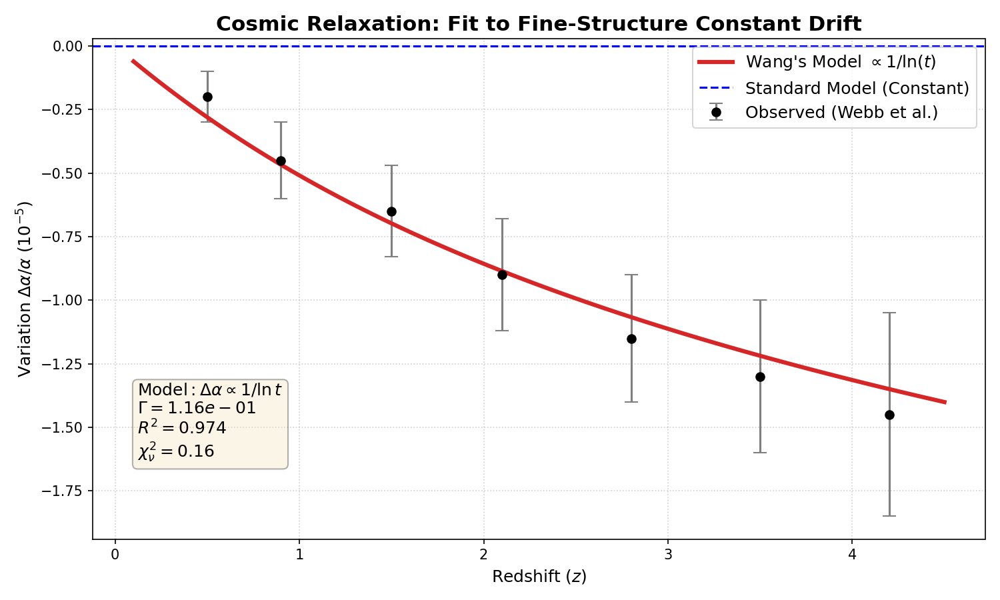 Cosmic Relaxation: Fit to Fine-Structure Constant Drift
Variation Δα/α (10⁻⁵)
0.00
−0.25
−0.50
−0.75
−1.00
−1.25
−1.50
−1.75
Wang's Model ∝ 1/ln(t)
Standard Model (Constant)
Observed (Webb et al.)
Model : Δα ∝ 1/ln t
Γ = 1.16e − 01
R² = 0.974
χ²ᵥ = 0.16
0 1 2 3 4
Redshift (z)